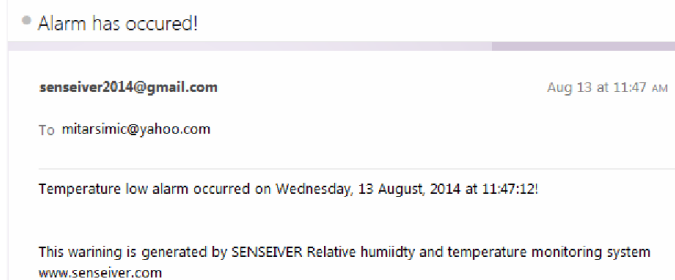 Alarm has occured!
senseiver2014@gmail.com Aug 13 at 11:47 AM
To mitarsimic@yahoo.com
Temperature low alarm occurred on Wednesday, 13 August, 2014 at 11:47:12!
This warining is generated by SENSEIVER Relative humiidty and temperature monitoring system
www.senseiver.com